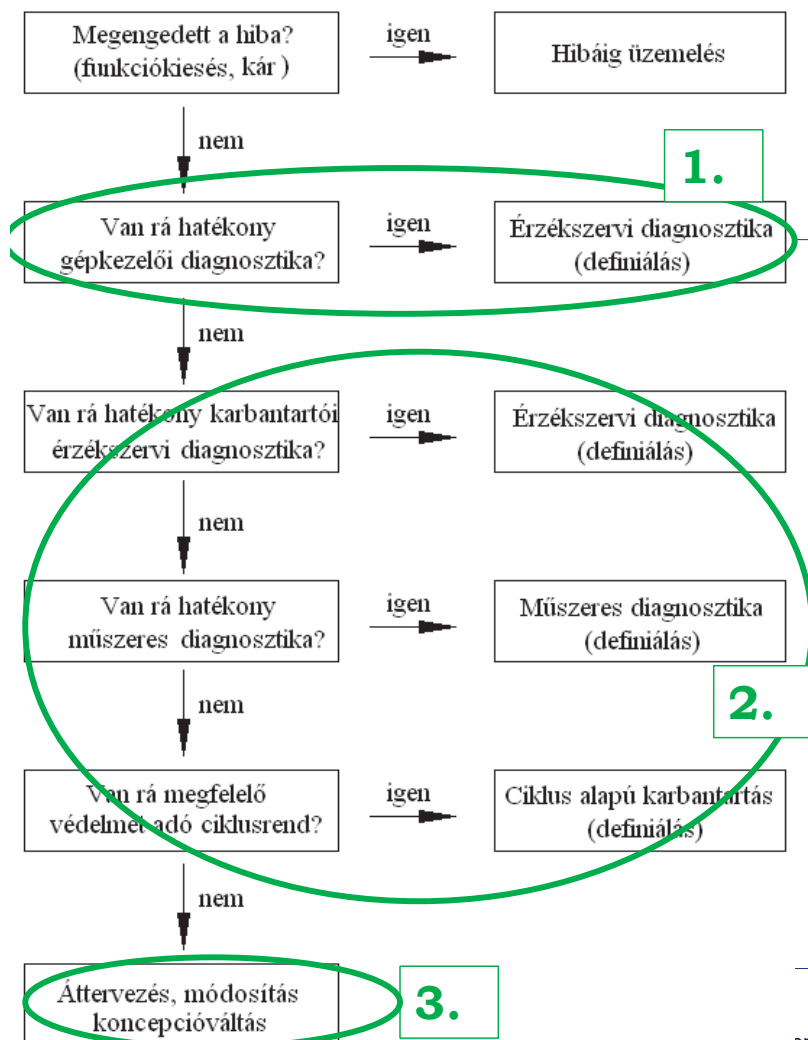 Megengedett a hiba?
(funkciókiesés, kár )
igen
Hibáig üzemelés
nem
1.
Van rá hatékony
gépkezelői diagnosztika?
igen
Érzékszervi diagnosztika
(definiálás)
nem
Van rá hatékony karbantartói
érzékszervi diagnosztika?
igen
Érzékszervi diagnosztika
(definiálás)
nem
Van rá hatékony
műszeres diagnosztika?
igen
Műszeres diagnosztika
(definiálás)
nem
2.
Van rá megfelelő
védelmet adó ciklusrend?
igen
Ciklus alapú karbantartás
(definiálás)
nem
Áttervezés, módosítás
koncepcióváltás
3.